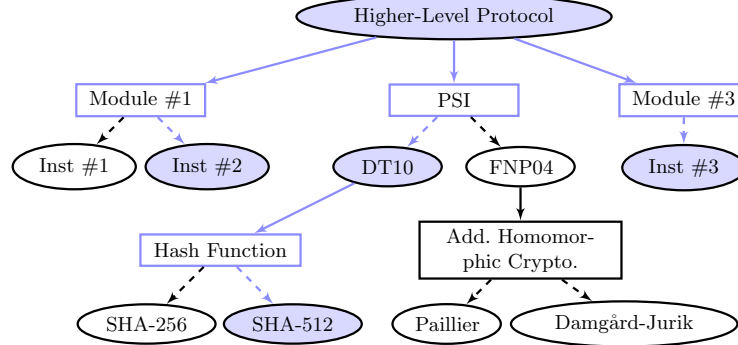 Higher-Level Protocol
Module #1
PSI
Module #3
Inst #1
Inst #2
DT10
FNP04
Inst #3
Hash Function
Add. Homomor-
phic Crypto.
SHA-256
SHA-512
Paillier
Damgård-Jurik